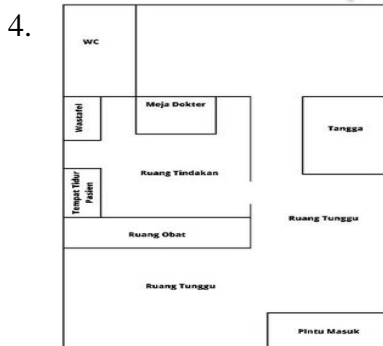 4.
WC
Wastafel
Meja Dokter
Tangga
Ruang Tindakan
Tempat Tidur
Pasien
Ruang Tunggu
Ruang Obat
Ruang Tunggu
Pintu Masuk